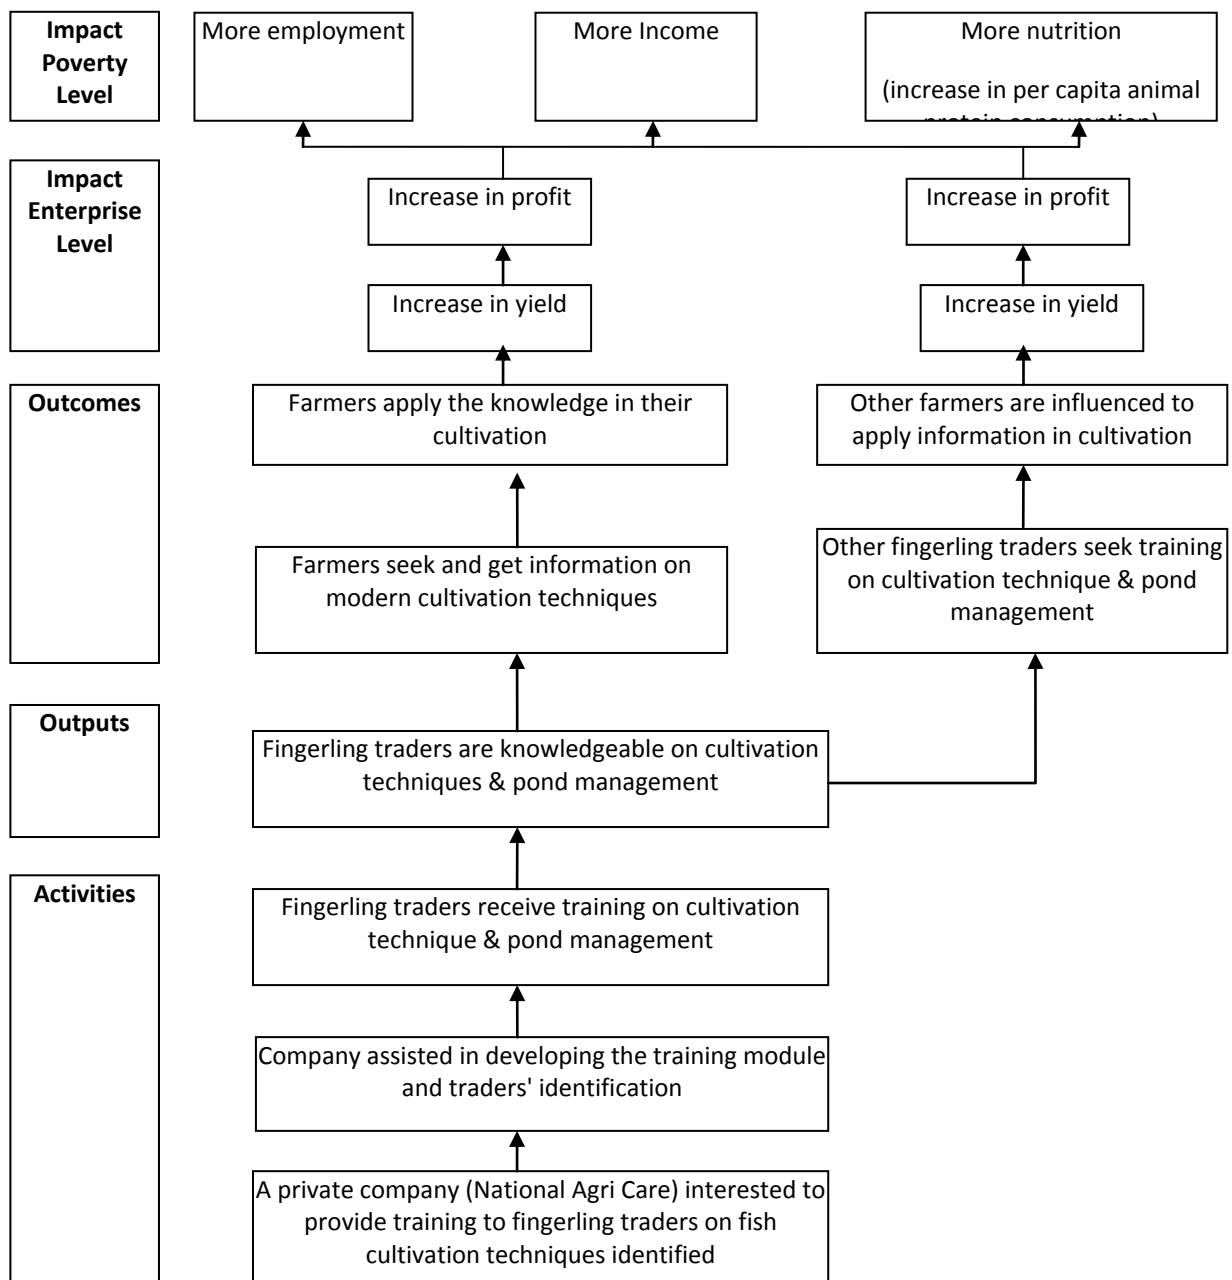 Impact
Poverty
Level
More employment
More Income
More nutrition
(increase in per capita animal
protein consumption)
Impact
Enterprise
Level
Increase in profit
Increase in profit
Increase in yield
Increase in yield
Outcomes
Farmers apply the knowledge in their
cultivation
Other farmers are influenced to
apply information in cultivation
Farmers seek and get information on
modern cultivation techniques
Other fingerling traders seek training
on cultivation technique & pond
management
Outputs
Fingerling traders are knowledgeable on cultivation
techniques & pond management
Activities
Fingerling traders receive training on cultivation
technique & pond management
Company assisted in developing the training module
and traders' identification
A private company (National Agri Care) interested to
provide training to fingerling traders on fish
cultivation techniques identified